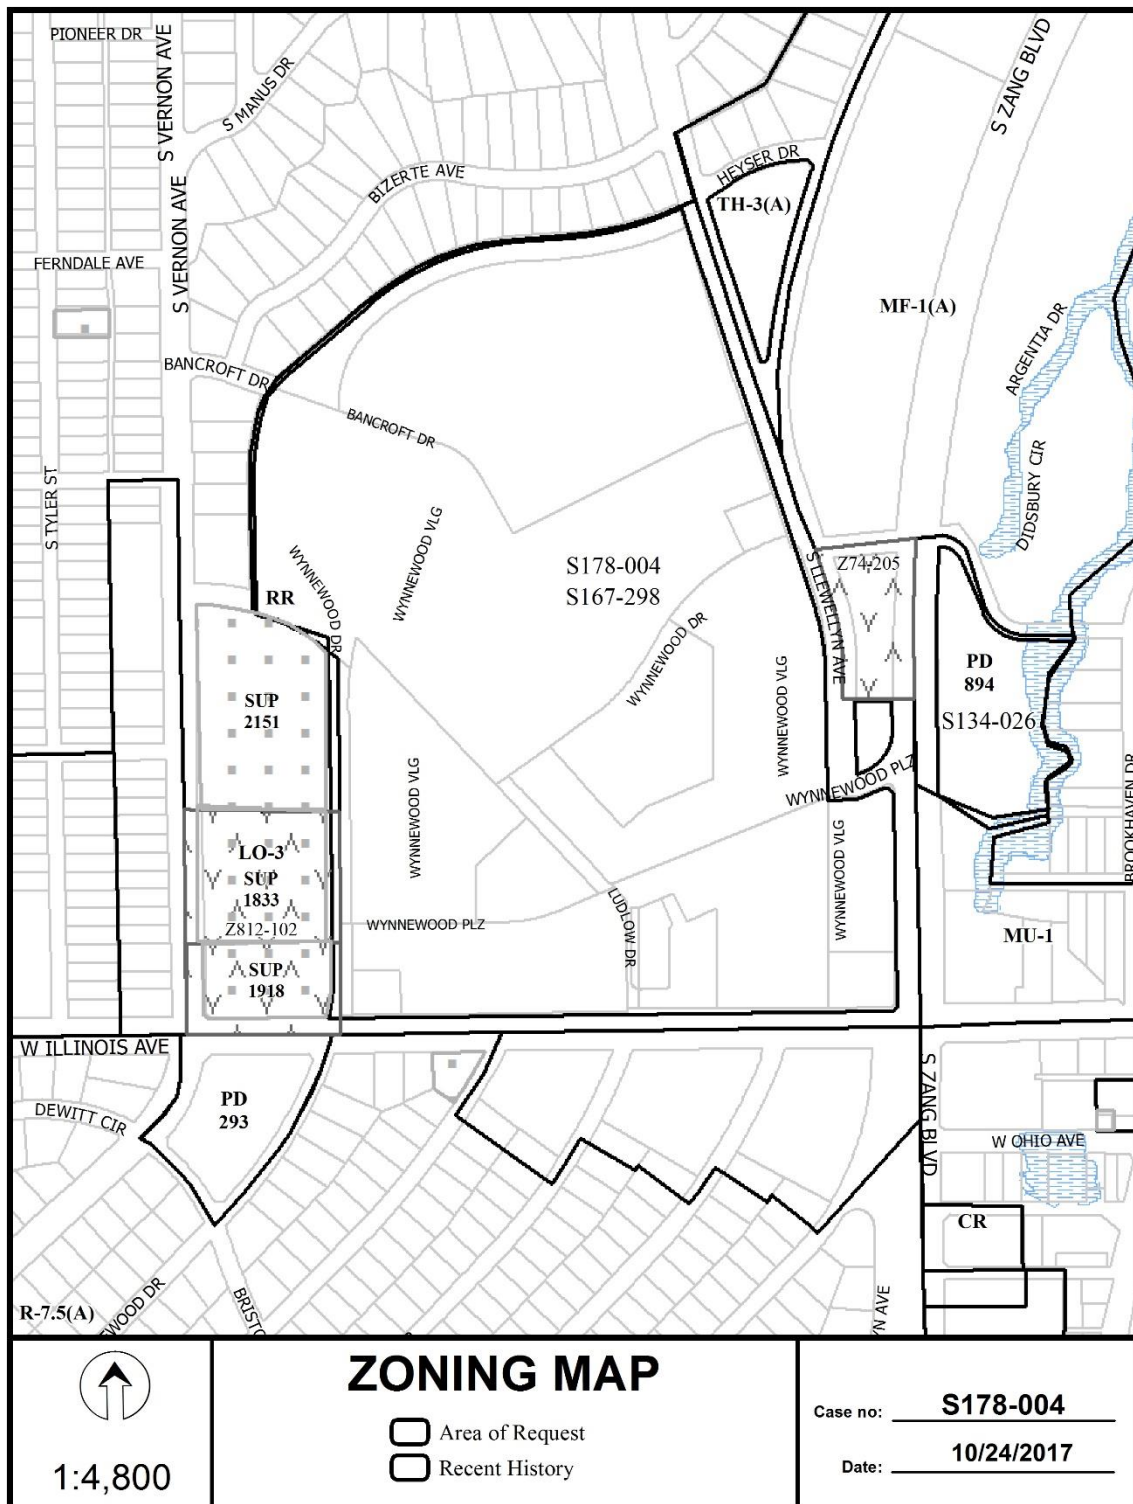 PIONEER DR
S VERNON AVE
S MANUS DR
S ZANG BLVD
BIZERTE AVE
HEYSER DR
TH-3(A)
S VERNON AVE
FERNDALE AVE
MF-1(A)
ARGENTIA DR
BANCROFT DR
BANCROFT DR
DIDSBURY CIR
S TYLER ST
WYNNEWOOD VLG
WYNNEWOOD DR
S178-004
S167-298
Z74-205
S LLEWELLYN AVE
RR
WYNNEWOOD DR
WYNNEWOOD VLG
PD
894
S134-026
SUP
2151
WYNNEWOOD VLG
WYNNEWOOD PLZ
BROOKHAVEN DR
LO-3
SUP
1833
Z812-102
WYNNEWOOD VLG
WYNNEWOOD PLZ
LUDLOW DR
MU-1
SUP
1918
W ILLINOIS AVE
S ZANG BLVD
PD
293
DEWITT CIR
W OHIO AVE
CR
R-7.5(A)
EWOOD DR
BRISTO
YN AVE
ZONING MAP
Area of Request
Recent History
1:4,800
Case no: S178-004
Date: 10/24/2017